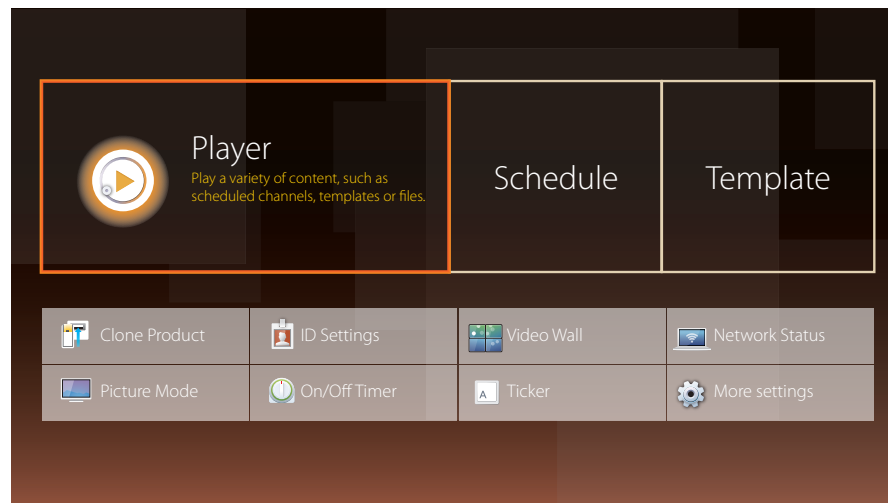 Player
Play a variety of content, such as
scheduled channels, templates or files.
Schedule
Template
Clone Product
ID Settings
Video Wall
Network Status
Picture Mode
On/Off Timer
A
Ticker
More settings